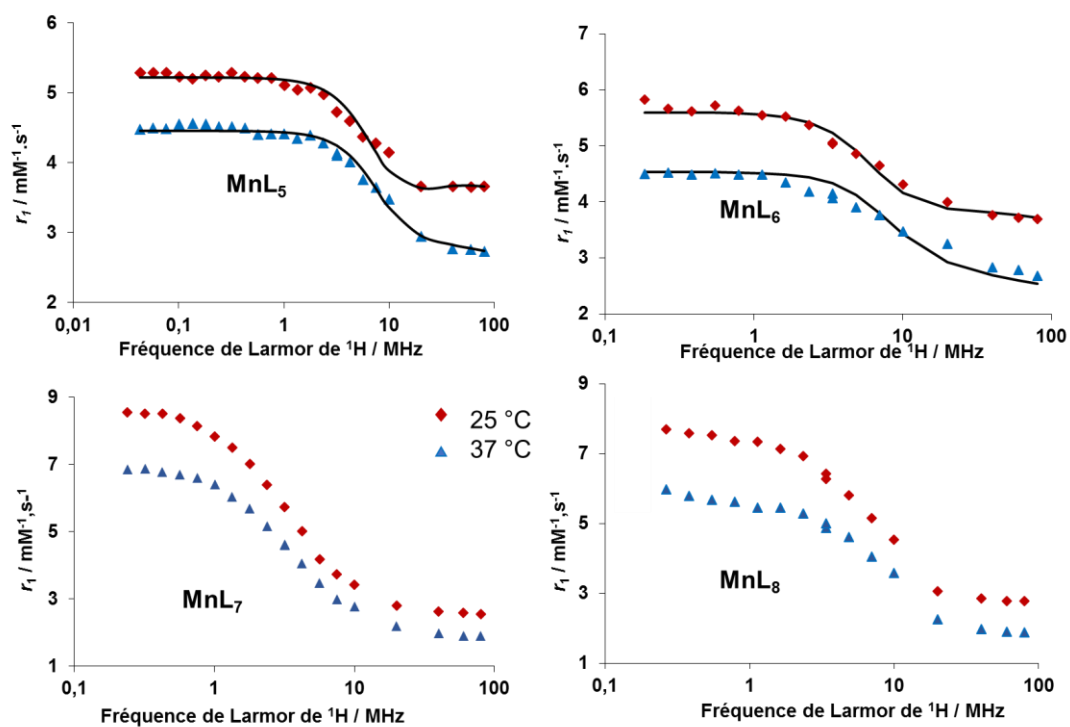 6
5
4
3
2
r₁ / mM⁻¹.s⁻¹
MnL₅
0,01 0,1 1 10 100
Fréquence de Larmor de ¹H / MHz
7
6
5
4
3
2
r₁ / mM⁻¹.s⁻¹
MnL₆
0,1 1 10 100
Fréquence de Larmor de ¹H / MHz
9
7
5
3
1
r₁ / mM⁻¹,s-¹
25 °C
37 °C
MnL₇
0,1 1 10 100
Fréquence de Larmor de ¹H / MHz
9
7
5
3
1
r₁ / mM⁻¹,s-¹
MnL₈
0,1 1 10 100
Fréquence de Larmor de ¹H / MHz